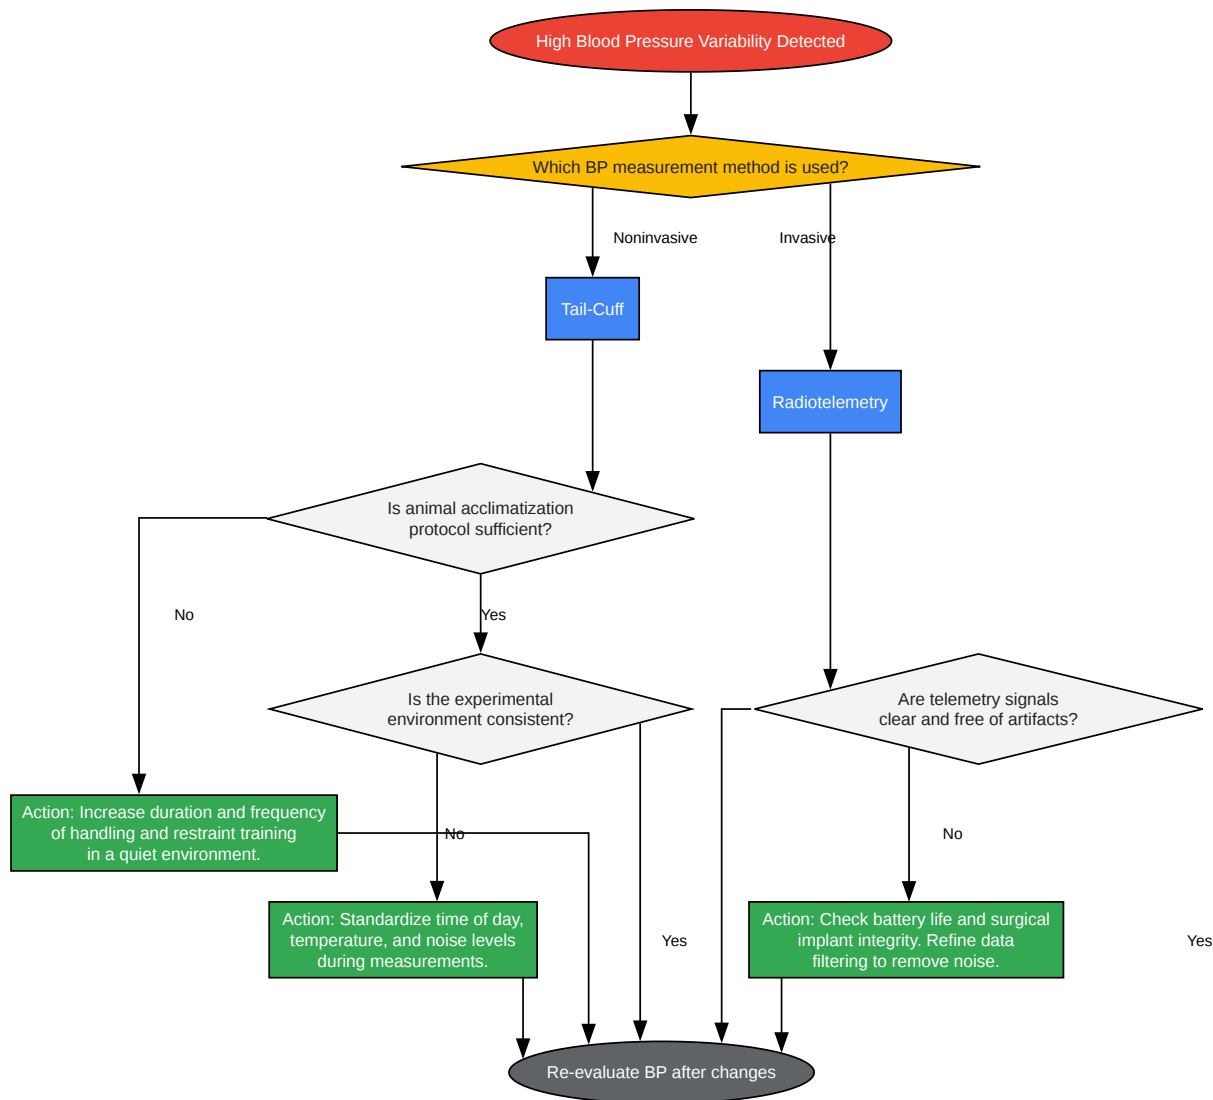 High Blood Pressure Variability Detected
Which BP measurement method is used?
Noninvasive
Invasive
Tail-Cuff
Radiotelemetry
Is animal acclimatization
protocol sufficient?
No
Yes
Is the experimental
environment consistent?
Are telemetry signals
clear and free of artifacts?
Action: Increase duration and frequency
of handling and restraint training
in a quiet environment.
No
No
Action: Standardize time of day,
temperature, and noise levels
during measurements.
Yes
Action: Check battery life and surgical
implant integrity. Refine data
filtering to remove noise.
Yes
Re-evaluate BP after changes